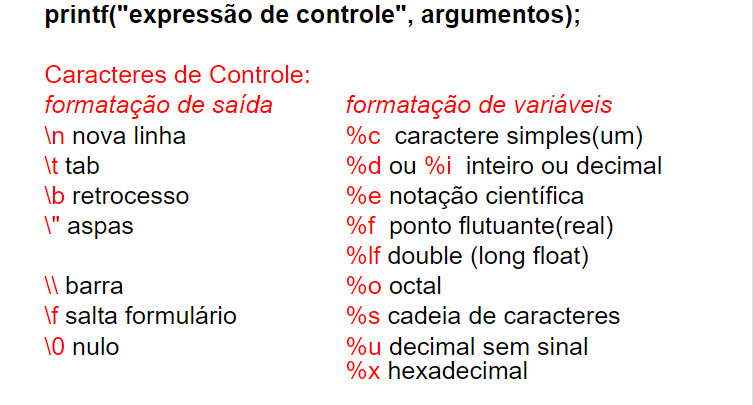 printf("expressão de controle", argumentos);
Caracteres de Controle:
formatação de saída formatação de variáveis
\n nova linha %c caractere simples(um)
\t tab %d ou %i inteiro ou decimal
\b retrocesso %e notação científica
\" aspas %f ponto flutuante(real)
%lf double (long float)
\\ barra %o octal
\f salta formulário %s cadeia de caracteres
\0 nulo %u decimal sem sinal
%x hexadecimal